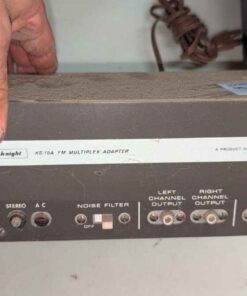 knight KS-10A FM MULTIPLEX ADAPTER A PRODUCT O
STEREO A C NOISE FILTER
OFF
LEFT CHANNEL OUTPUT
RIGHT CHANNEL OUTPUT